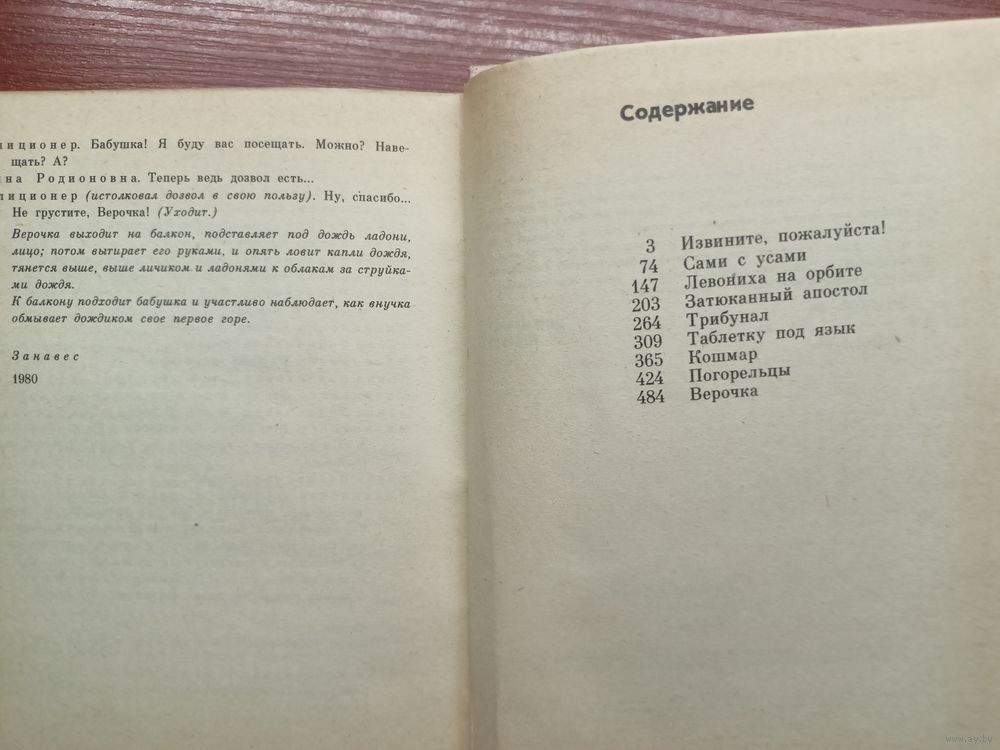 лиционер. Бабушка! Я буду вас посещать. Можно? Наве-
щать? А?
на Родионовна. Теперь ведь дозвол есть...
лиционер (истолковал дозвол в свою пользу). Ну, спасибо...
Не грустите, Верочка! (Уходит.)
Верочка выходит на балкон, подставляет под дождь ладони,
лицо; потом вытирает его руками, и опять ловит капли дождя,
тянется выше, выше личиком и ладонями к облакам за струйка-
ми дождя.
К балкону подходит бабушка и участливо наблюдает, как внучка
обмывает дождиком свое первое горе.
Занавес
1980
Содержание
3 Извините, пожалуйста!
74 Сами с усами
147 Левониха на орбите
203 Затюканный апостол
264 Трибунал
309 Таблетку под язык
365 Кошмар
424 Погорельцы
484 Верочка
www.ay.by